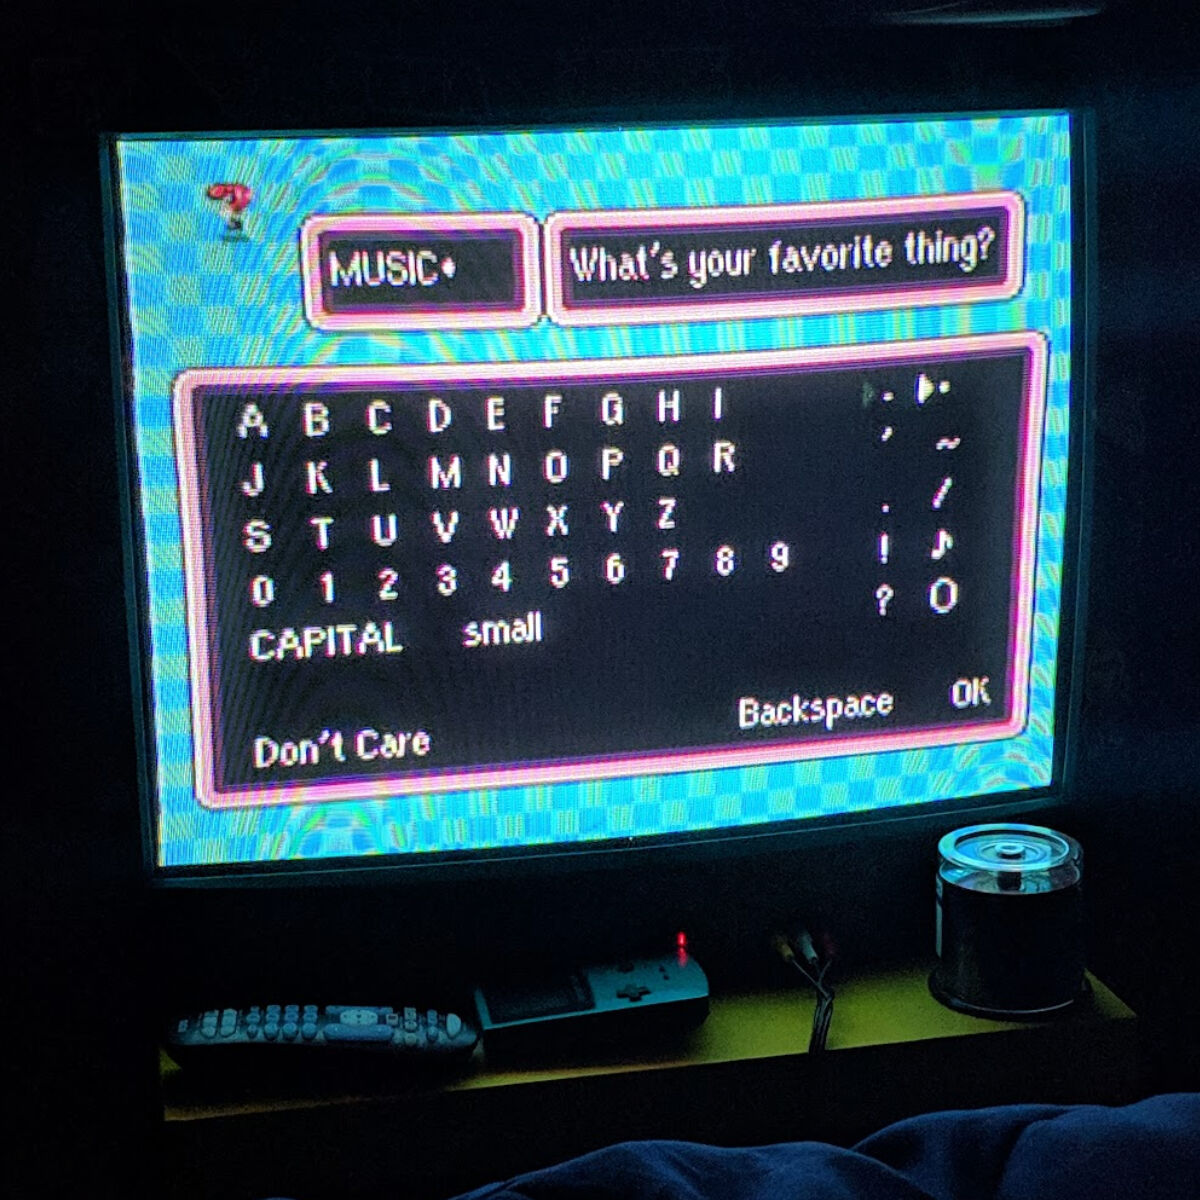 MUSIC•
What's your favorite thing?
A B C D E F G H I - •
J K L M N O P Q R ' ~
S T U V W X Y Z . /
0 1 2 3 4 5 6 7 8 9 ! ♪
CAPITAL small ? O
Backspace OK
Don't Care